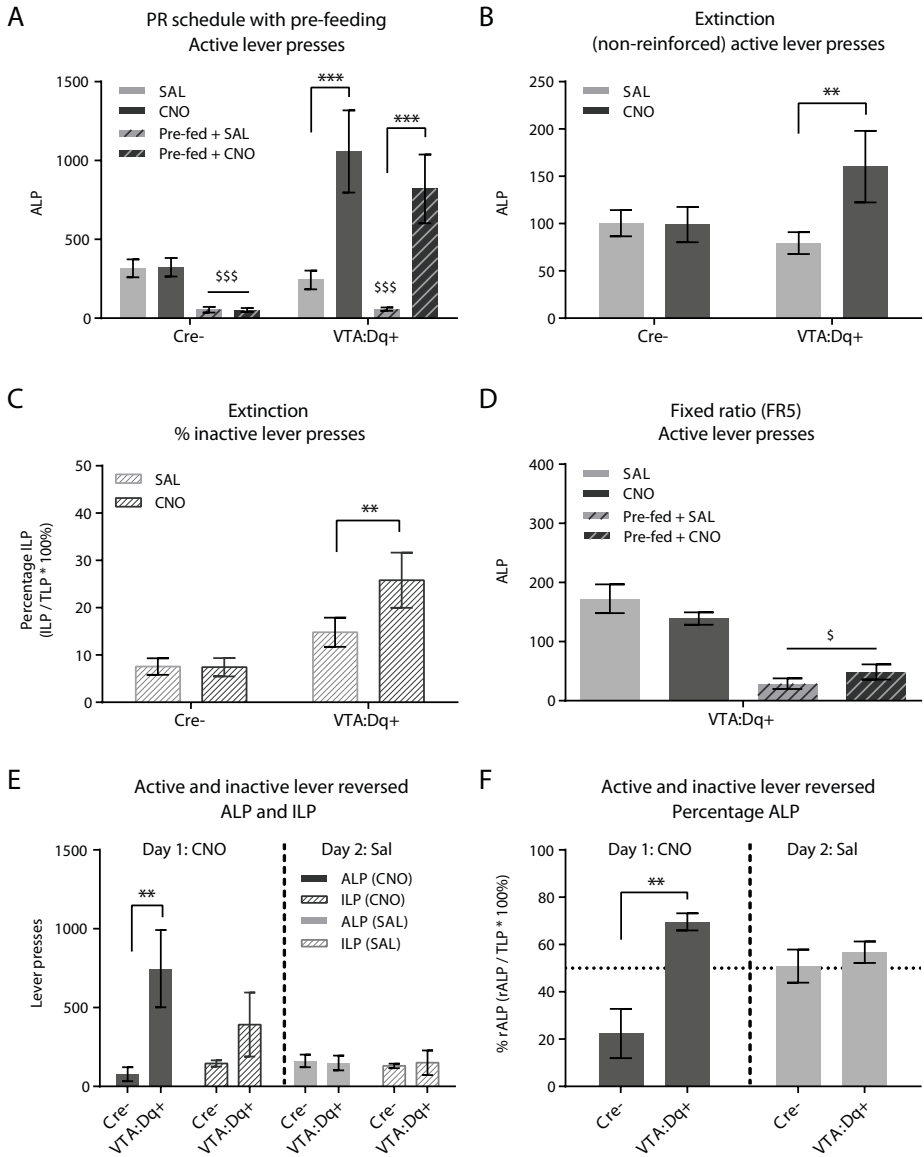 A
PR schedule with pre-feeding
Active lever presses
ALP
1500
1000
500
0
SAL
CNO
Pre-fed + SAL
Pre-fed + CNO
***
***
$$$
$$$
Cre-
VTA:Dq+
B
Extinction
(non-reinforced) active lever presses
ALP
250
200
150
100
50
0
SAL
CNO
**
Cre-
VTA:Dq+
C
Extinction
% inactive lever presses
Percentage ILP
(ILP / TLP * 100%)
50
40
30
20
10
0
SAL
CNO
**
Cre-
VTA:Dq+
D
Fixed ratio (FR5)
Active lever presses
ALP
400
300
200
100
0
SAL
CNO
Pre-fed + SAL
Pre-fed + CNO
$
VTA:Dq+
E
Active and inactive lever reversed
ALP and ILP
Lever presses
1500
1000
500
0
Day 1: CNO
Day 2: Sal
ALP (CNO)
ILP (CNO)
ALP (SAL)
ILP (SAL)
**
Cre-
VTA:Dq+
Cre-
VTA:Dq+
Cre-
VTA:Dq+
Cre-
VTA:Dq+
F
Active and inactive lever reversed
Percentage ALP
% rALP (rALP / TLP * 100%)
100
80
60
40
20
0
Day 1: CNO
Day 2: Sal
**
Cre-
VTA:Dq+
Cre-
VTA:Dq+